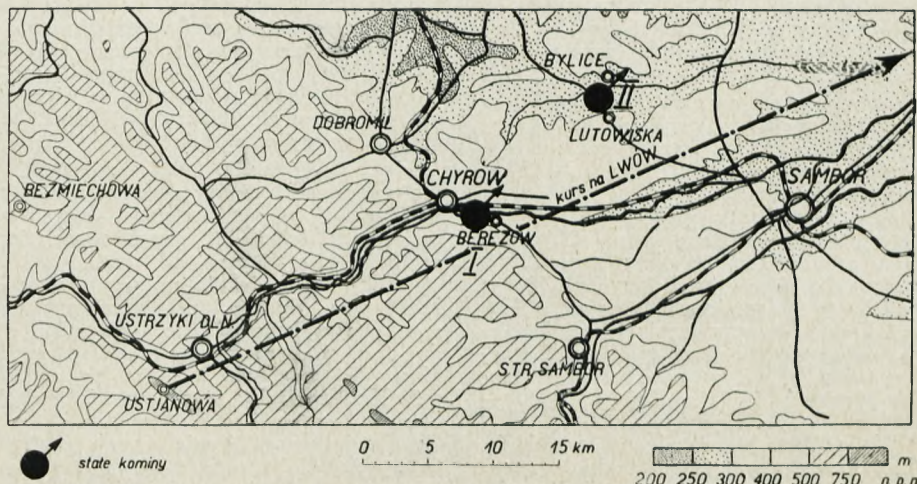 BYLICE
II
DOBROMIL
LUTOWISKA
CHYRÓW
kurs na LWÓW
SAMBOR
BEZMIECHOWA
BEREŻÓW
I
USTRZYKI DLN.
STR. SAMBOR
USTJANOWA
stałe kominy
0 5 10 15 km
200 250 300 400 500 750 m n.p.